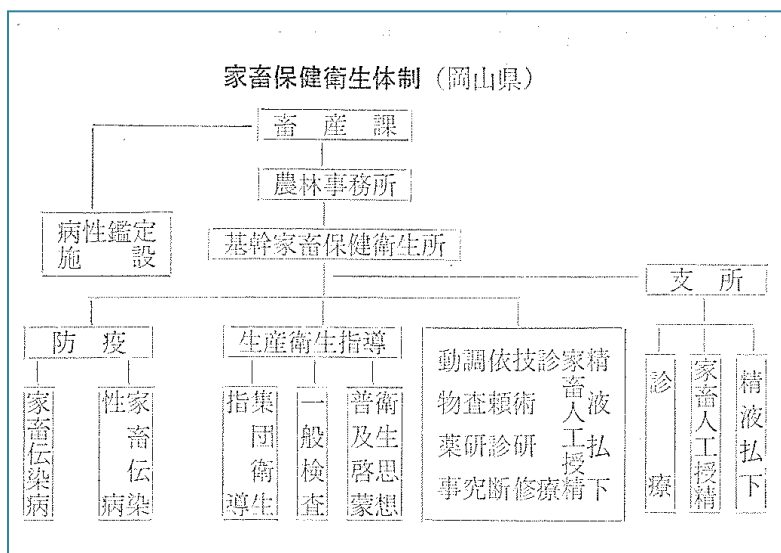 家畜保健衛生体制（岡山県）
畜産課
農林事務所
病性鑑定
施設
基幹家畜保健衛生所
支所
防疫
生産衛生指導
家畜伝染病
家畜伝染
性病
集団衛生
指導
一般検査
衛生思想
普及啓蒙
精液払下
家畜人工授精
診療
技術研修
依頼診断
調査研究
動物薬事
診療
家畜人工授精
精液払下